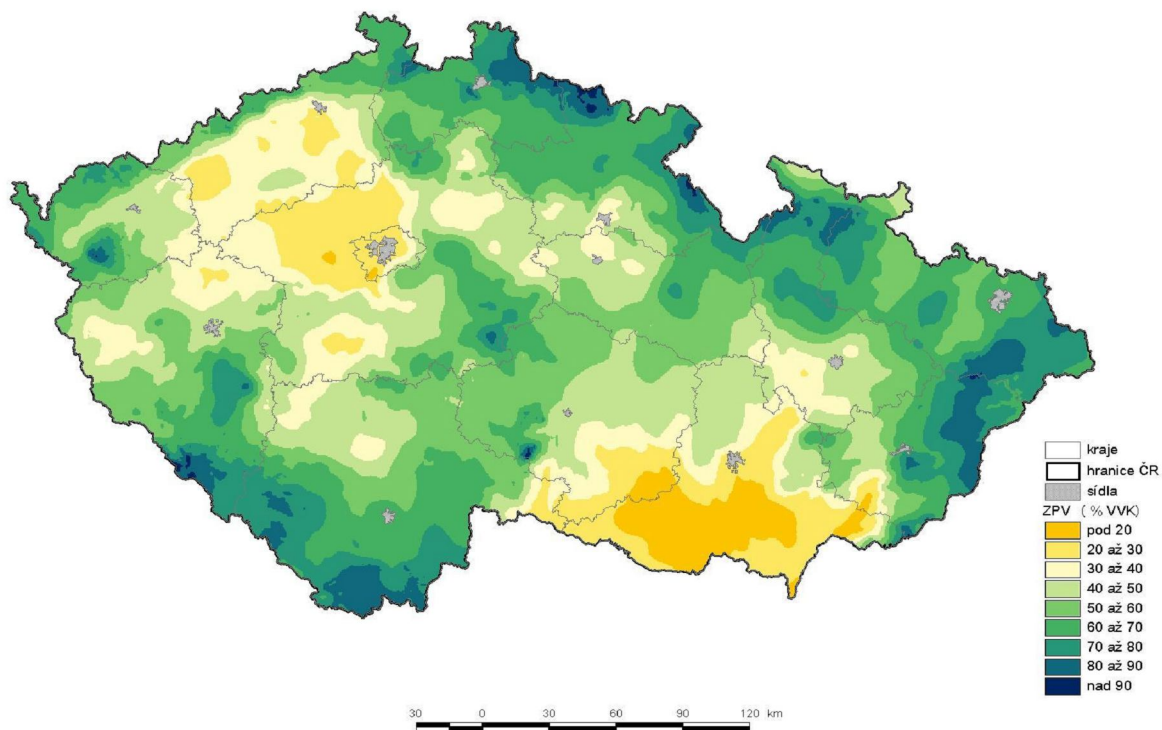 kraje
hranice ČR
sídla
ZPV ( % VVK)
pod 20
20 až 30
30 až 40
40 až 50
50 až 60
60 až 70
70 až 80
80 až 90
nad 90
30 0 30 60 90 120 km